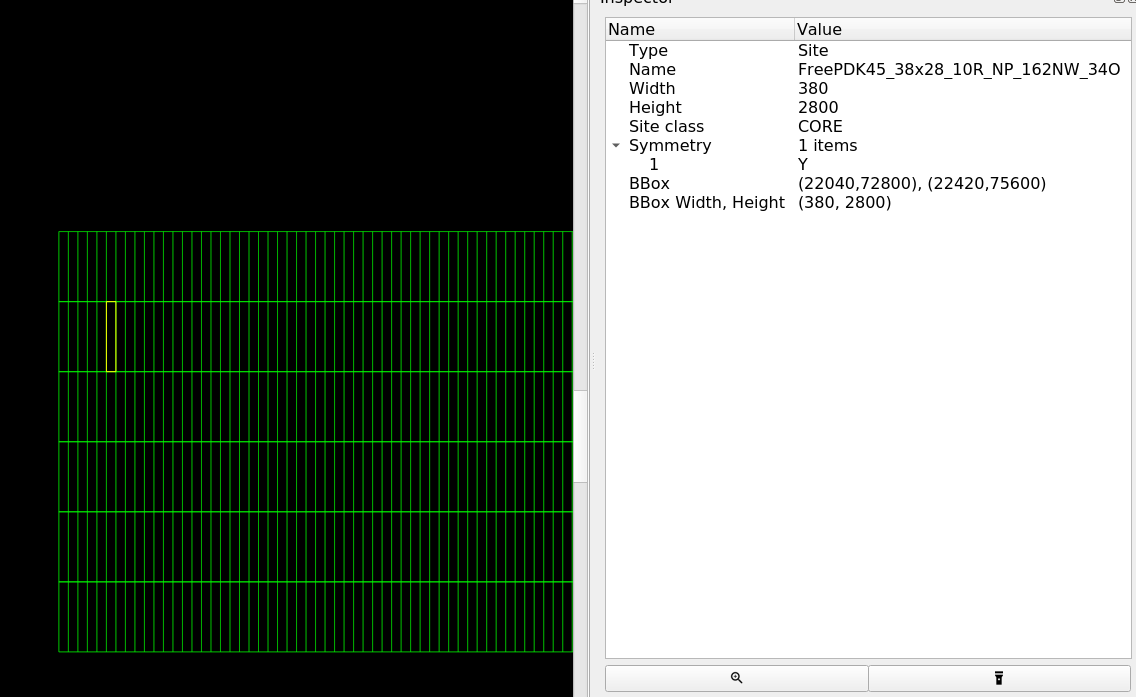 Inspector
Name Value
Type Site
Name FreePDK45_38x28_10R_NP_162NW_34O
Width 380
Height 2800
Site class CORE
Symmetry 1 items
1 Y
BBox (22040,72800), (22420,75600)
BBox Width, Height (380, 2800)